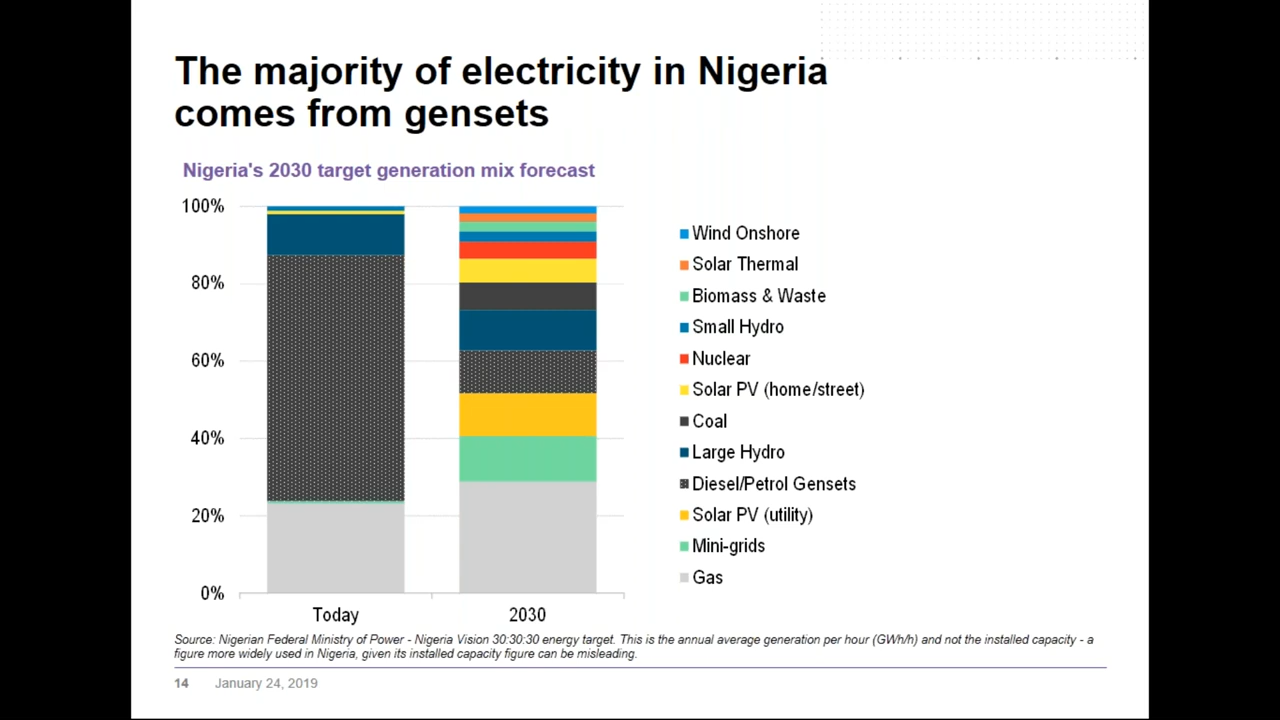 The majority of electricity in Nigeria
comes from gensets
Nigeria's 2030 target generation mix forecast
100%
80%
60%
40%
20%
0%
Today
2030
Wind Onshore
Solar Thermal
Biomass & Waste
Small Hydro
Nuclear
Solar PV (home/street)
Coal
Large Hydro
Diesel/Petrol Gensets
Solar PV (utility)
Mini-grids
Gas
Source: Nigerian Federal Ministry of Power - Nigeria Vision 30:30:30 energy target. This is the annual average generation per hour (GWh/h) and not the installed capacity - a
figure more widely used in Nigeria, given its installed capacity figure can be misleading.
14 January 24, 2019